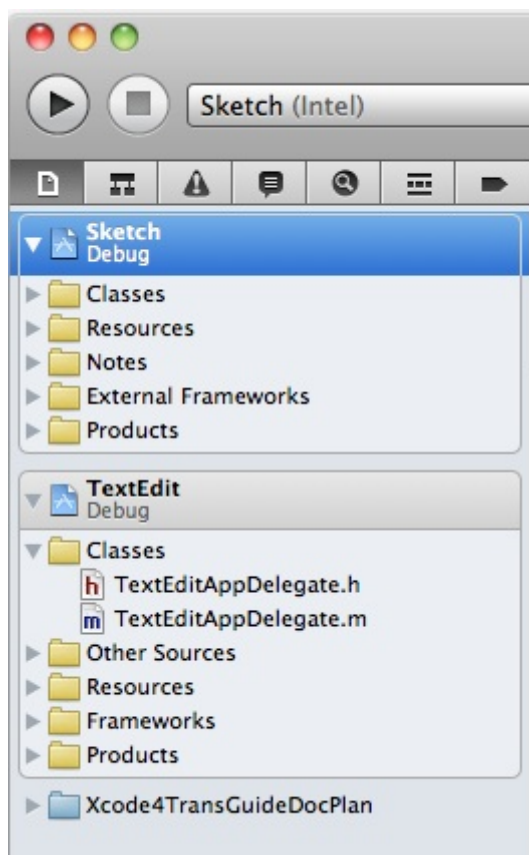 Sketch (Intel)
Sketch
Debug
Classes
Resources
Notes
External Frameworks
Products
TextEdit
Debug
Classes
h TextEditAppDelegate.h
m TextEditAppDelegate.m
Other Sources
Resources
Frameworks
Products
Xcode4TransGuideDocPlan